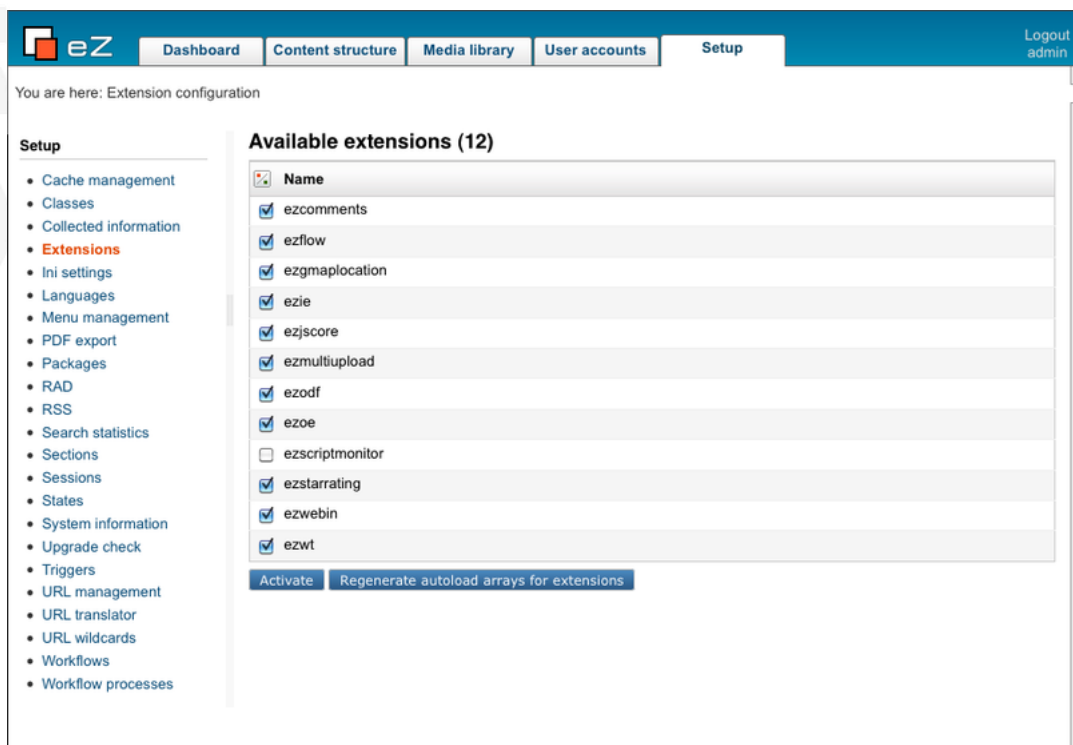 eZ
Dashboard
Content structure
Media library
User accounts
Setup
Logout
admin
You are here: Extension configuration
Setup
Cache management
Classes
Collected information
Extensions
Ini settings
Languages
Menu management
PDF export
Packages
RAD
RSS
Search statistics
Sections
Sessions
States
System information
Upgrade check
Triggers
URL management
URL translator
URL wildcards
Workflows
Workflow processes
Available extensions (12)
Name
ezcomments
ezflow
ezgmaplocation
ezie
ezjscore
ezmultiupload
ezodf
ezoe
ezscriptmonitor
ezstarrating
ezwebin
ezwt
Activate
Regenerate autoload arrays for extensions